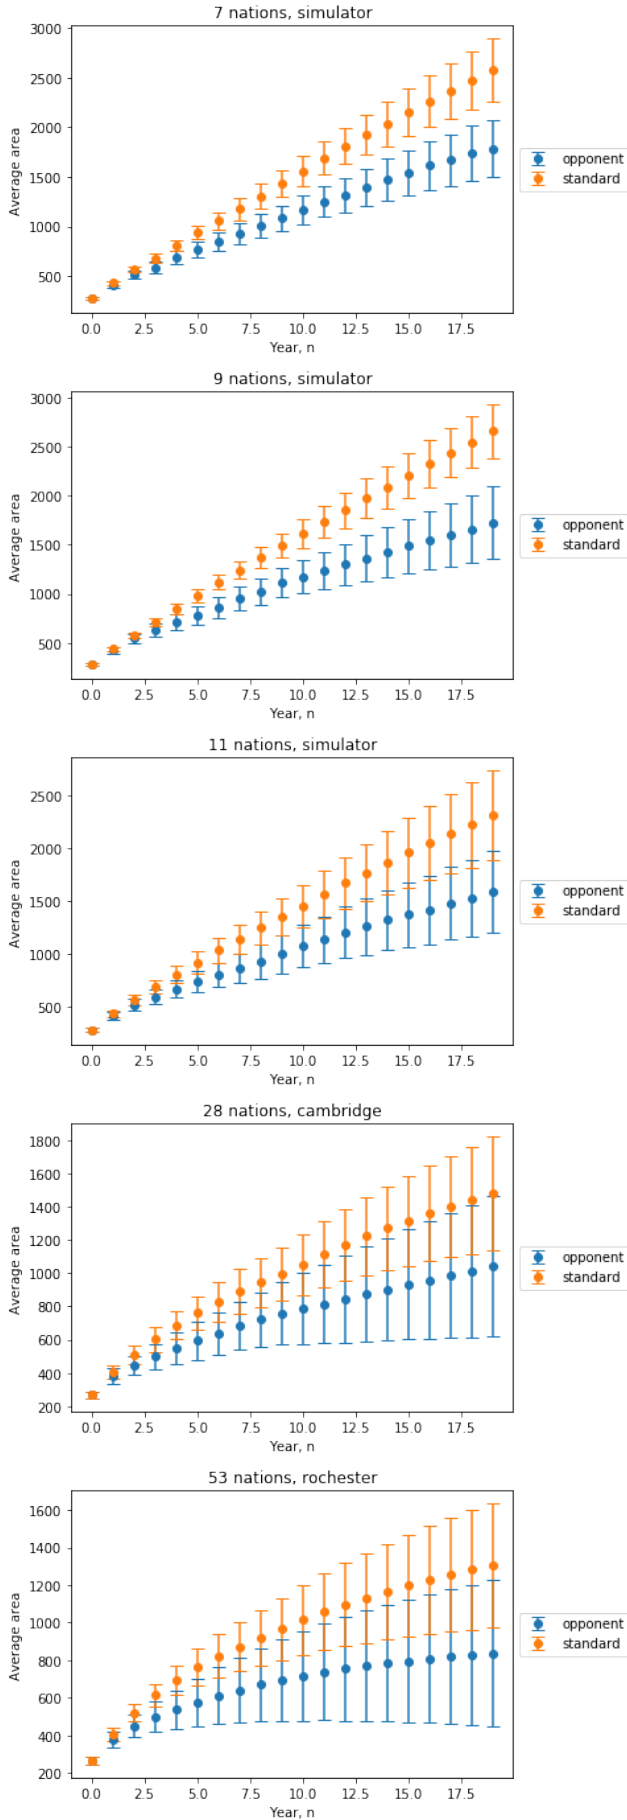 7 nations, simulator
3000
2500
2000
1500
1000
500
Average area
0.0 2.5 5.0 7.5 10.0 12.5 15.0 17.5
Year, n
opponent
standard
9 nations, simulator
3000
2500
2000
1500
1000
500
Average area
0.0 2.5 5.0 7.5 10.0 12.5 15.0 17.5
Year, n
opponent
standard
11 nations, simulator
2500
2000
1500
1000
500
Average area
0.0 2.5 5.0 7.5 10.0 12.5 15.0 17.5
Year, n
opponent
standard
28 nations, cambridge
1800
1600
1400
1200
1000
800
600
400
200
Average area
0.0 2.5 5.0 7.5 10.0 12.5 15.0 17.5
Year, n
opponent
standard
53 nations, rochester
1600
1400
1200
1000
800
600
400
200
Average area
0.0 2.5 5.0 7.5 10.0 12.5 15.0 17.5
Year, n
opponent
standard